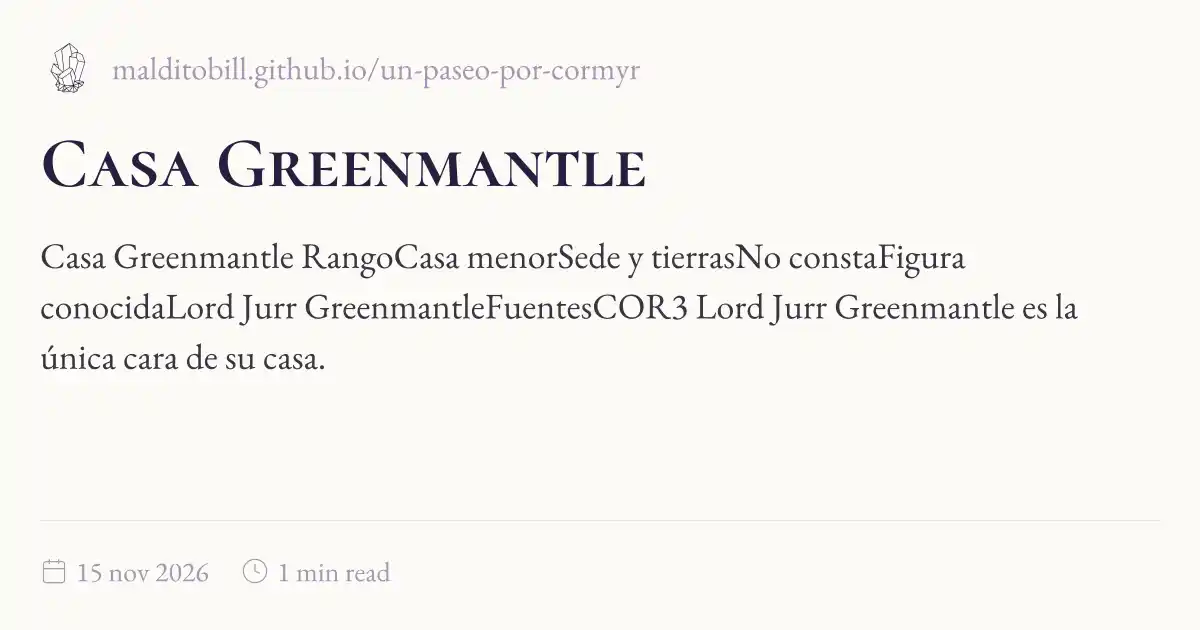 malditobill.github.io/un-paseo-por-cormyr
Casa Greenmantle
Casa Greenmantle RangoCasa menorSede y tierrasNo constaFigura
conocidaLord Jurr GreenmantleFuentesCOR3 Lord Jurr Greenmantle es la
única cara de su casa.
15 nov 2026 1 min read